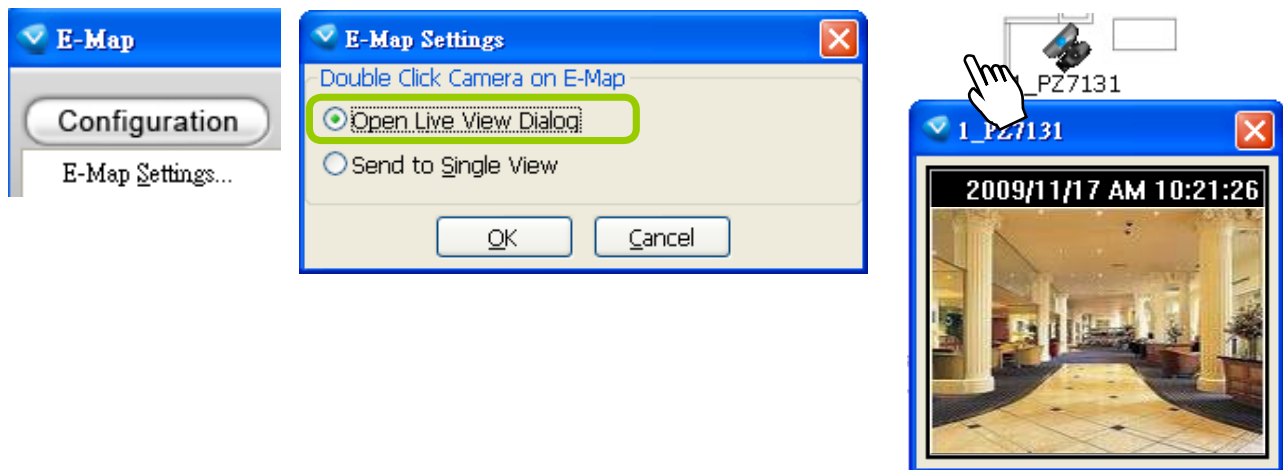 E-Map
Configuration
E-Map Settings...
E-Map Settings
Double Click Camera on E-Map
Open Live View Dialog
Send to Single View
OK
Cancel
_PZ7131
1_PZ7131
2009/11/17 AM 10:21:26